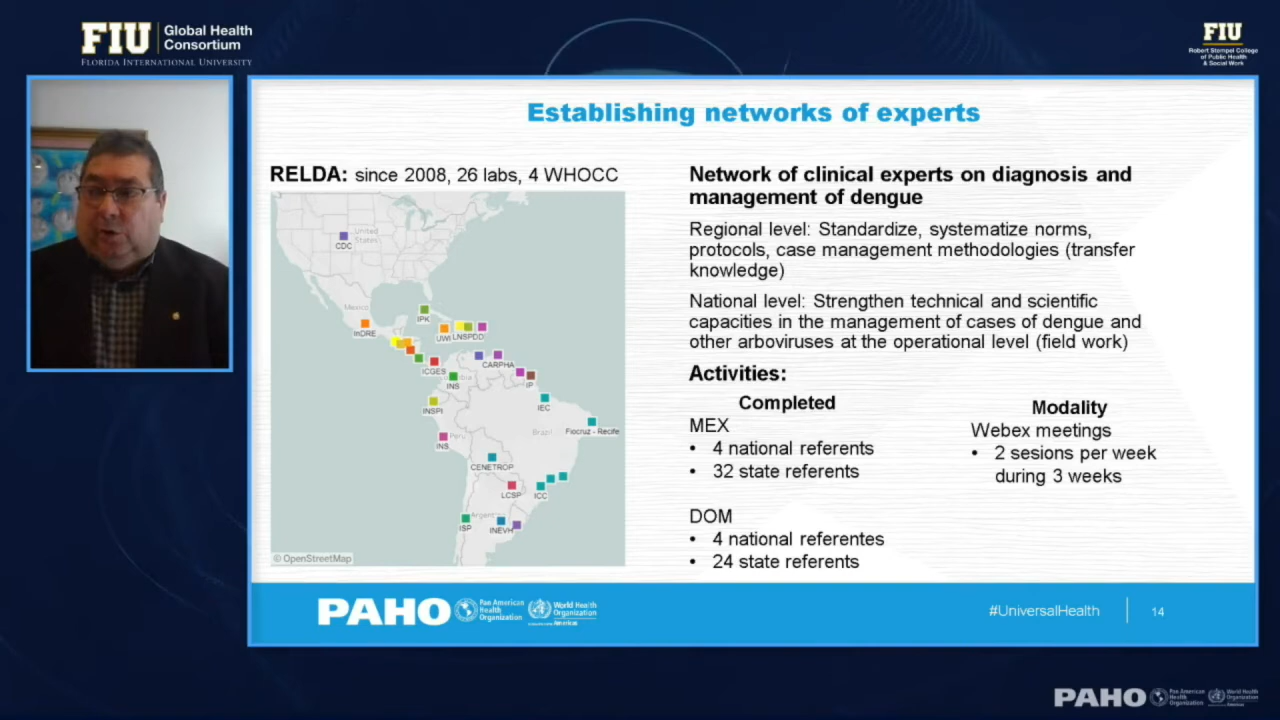 FIU
Global Health
Consortium
FLORIDA INTERNATIONAL UNIVERSITY
FIU
Robert Stempel College
of Public Health
& Social Work
Establishing networks of experts
RELDA: since 2008, 26 labs, 4 WHOCC
United
States
CDC
Mexico
InDRE
IPK
UWI
LNSPDD
ICGES
CARPHA
INS
IP
INSPI
IEC
Peru
INS
Brazil
Fiocruz - Recife
CENETROP
LCSP
ICC
ISP
Argent
INEVH
© OpenStreetMap
Network of clinical experts on diagnosis and
management of dengue
Regional level: Standardize, systematize norms,
protocols, case management methodologies (transfer
knowledge)
National level: Strengthen technical and scientific
capacities in the management of cases of dengue and
other arboviruses at the operational level (field work)
Activities:
Completed
MEX
• 4 national referents
• 32 state referents
DOM
• 4 national referentes
• 24 state referents
Modality
Webex meetings
• 2 sesions per week
during 3 weeks
PAHO
Pan American
Health
Organization
World Health
Organization
Americas
#UniversalHealth
14
PAHO
Pan American
Health
Organization
World Health
Organization